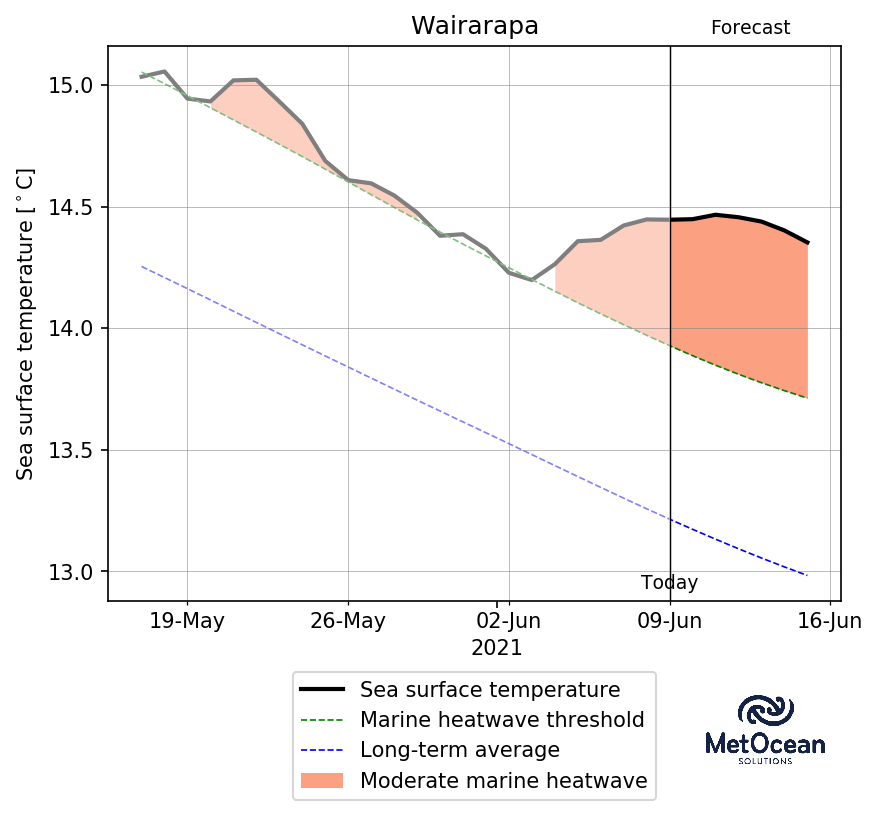 Wairarapa
Forecast
Sea surface temperature [°C]
15.0
14.5
14.0
13.5
13.0
Today
19-May
26-May
02-Jun
09-Jun
16-Jun
2021
Sea surface temperature
Marine heatwave threshold
Long-term average
Moderate marine heatwave
MetOcean
SOLUTIONS